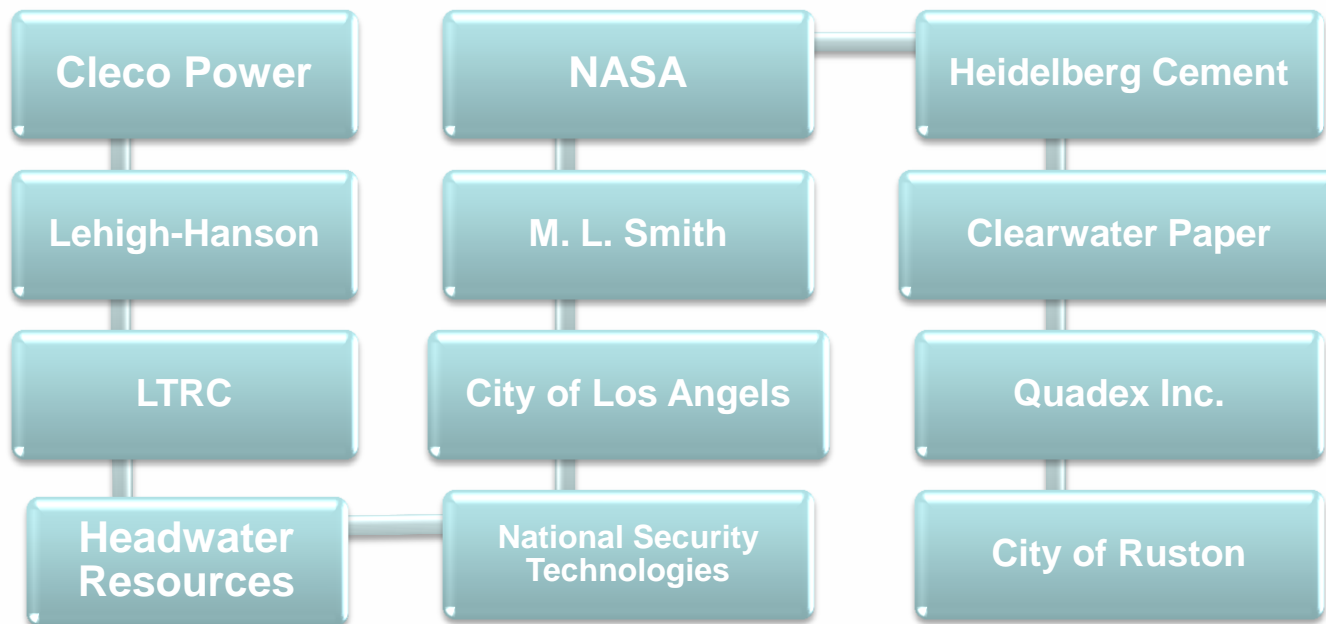 Cleco Power
Lehigh-Hanson
LTRC
Headwater
Resources
National Security
Technologies
City of Los Angels
M. L. Smith
NASA
Heidelberg Cement
Clearwater Paper
Quadex Inc.
City of Ruston